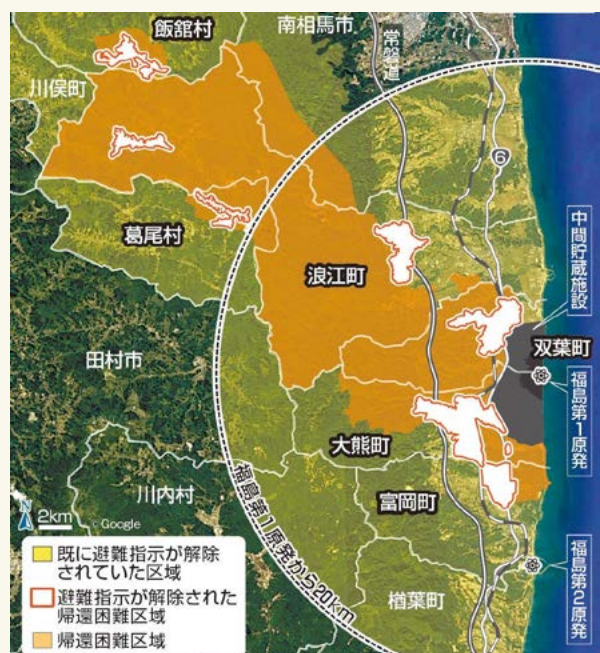 飯舘村
南相馬市
常磐道
川俣町
6
葛尾村
浪江町
中間貯蔵施設
双葉町
田村市
福島第1原発
大熊町
川内村
富岡町
福島第1原発から20km
N
2km
© Google
楢葉町
福島第2原発
既に避難指示が解除
されていた区域
避難指示が解除された
帰還困難区域
帰還困難区域